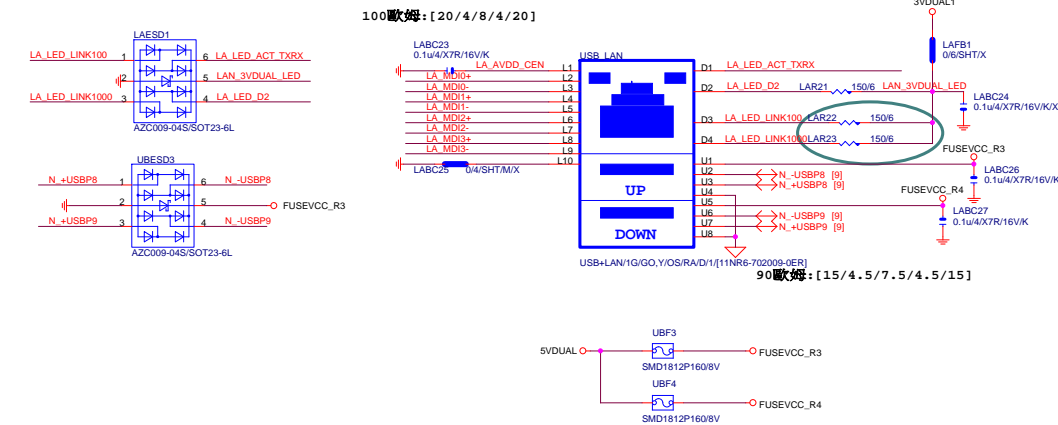 3VDUAL1
100歐姆:[20/4/8/4/20]
LAESD1
LA_LED_LINK100 1 6 LA_LED_ACT_TXRX
2 5 LAN_3VDUAL_LED
LA_LED_LINK1000 3 4 LA_LED_D2
AZC009-04S/SOT23-6L
UBESD3
N_+USBP8 1 6 N_-USBP8
2 5 FUSEVCC_R3
N_+USBP9 3 4 N_-USBP9
AZC009-04S/SOT23-6L
LABC23
0.1u/4/X7R/16V/K
USB_LAN
LA_AVDD_CEN L1
LA_MDI0+ L2
LA_MDI0- L3
LA_MDI1+ L4
LA_MDI1- L5
LA_MDI2+ L6
LA_MDI2- L7
LA_MDI3+ L8
LA_MDI3- L9
LABC25 0/4/SHT/M/X L10
UP
DOWN
D1 LA_LED_ACT_TXRX
D2 LA_LED_D2 LAR21 150/6 LAN_3VDUAL_LED
D3 LA_LED_LINK100 LAR22 150/6
D4 LA_LED_LINK1000 LAR23 150/6
U1
U2 N_-USBP8 [9]
U3 N_+USBP8 [9]
U4
U5
U6 N_-USBP9 [9]
U7 N_+USBP9 [9]
U8
LAFB1
0/6/SHT/X
LABC24
0.1u/4/X7R/16V/K/X
FUSEVCC_R3
LABC26
0.1u/4/X7R/16V/K
FUSEVCC_R4
LABC27
0.1u/4/X7R/16V/K
USB+LAN/1G/GO,Y/OS/RA/D/1/[11NR6-702009-0ER]
90歐姆:[15/4.5/7.5/4.5/15]
UBF3
5VDUAL FUSEVCC_R3
SMD1812P160/8V
UBF4
FUSEVCC_R4
SMD1812P160/8V